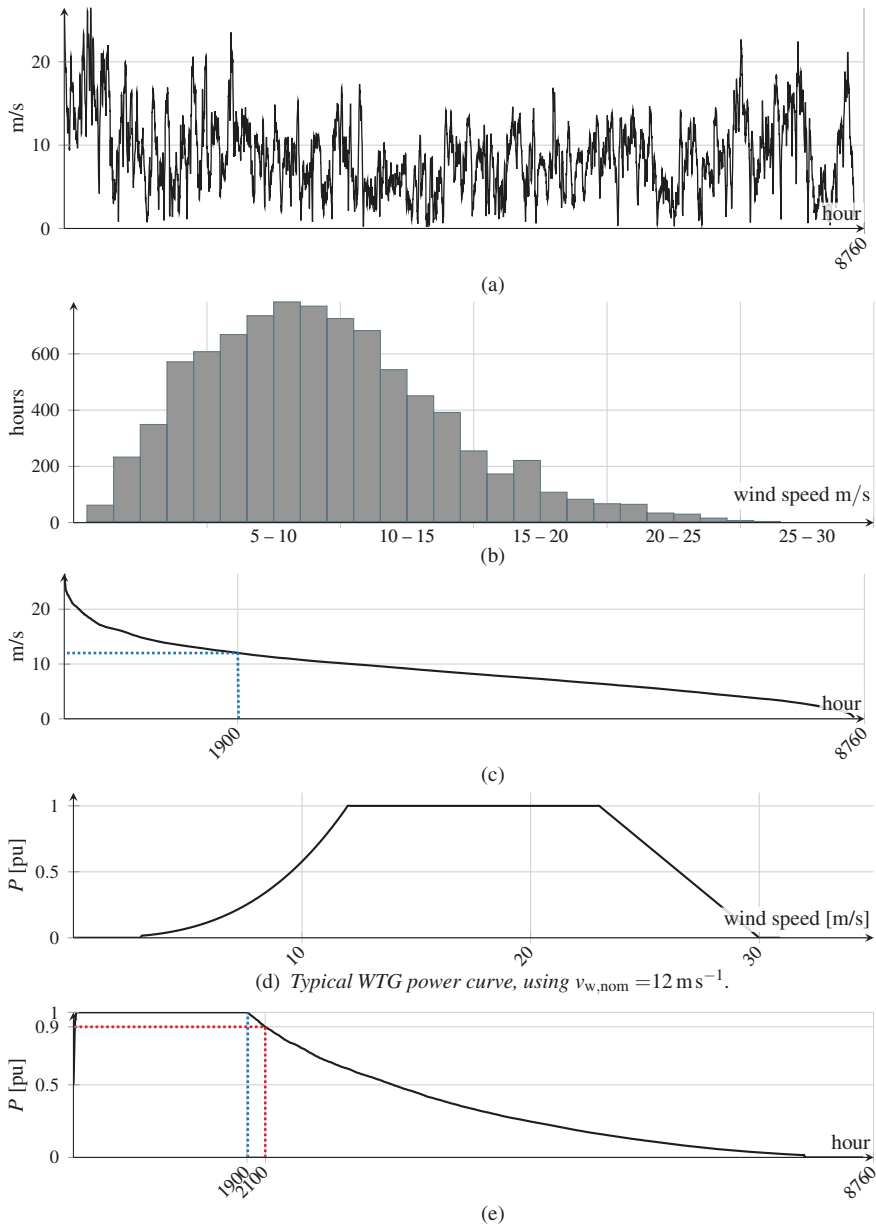 20
10
0
m/s
hour
8760
(a)
600
400
200
0
hours
wind speed m/s
5 – 10 10 – 15 15 – 20 20 – 25 25 – 30
(b)
20
10
0
m/s
hour
1900 8760
(c)
1
0.5
0
P [pu]
wind speed [m/s]
10 20 30
(d) Typical WTG power curve, using v_w,nom =12 m s⁻¹.
1
0.9
0.5
0
P [pu]
hour
1900 2100 8760
(e)